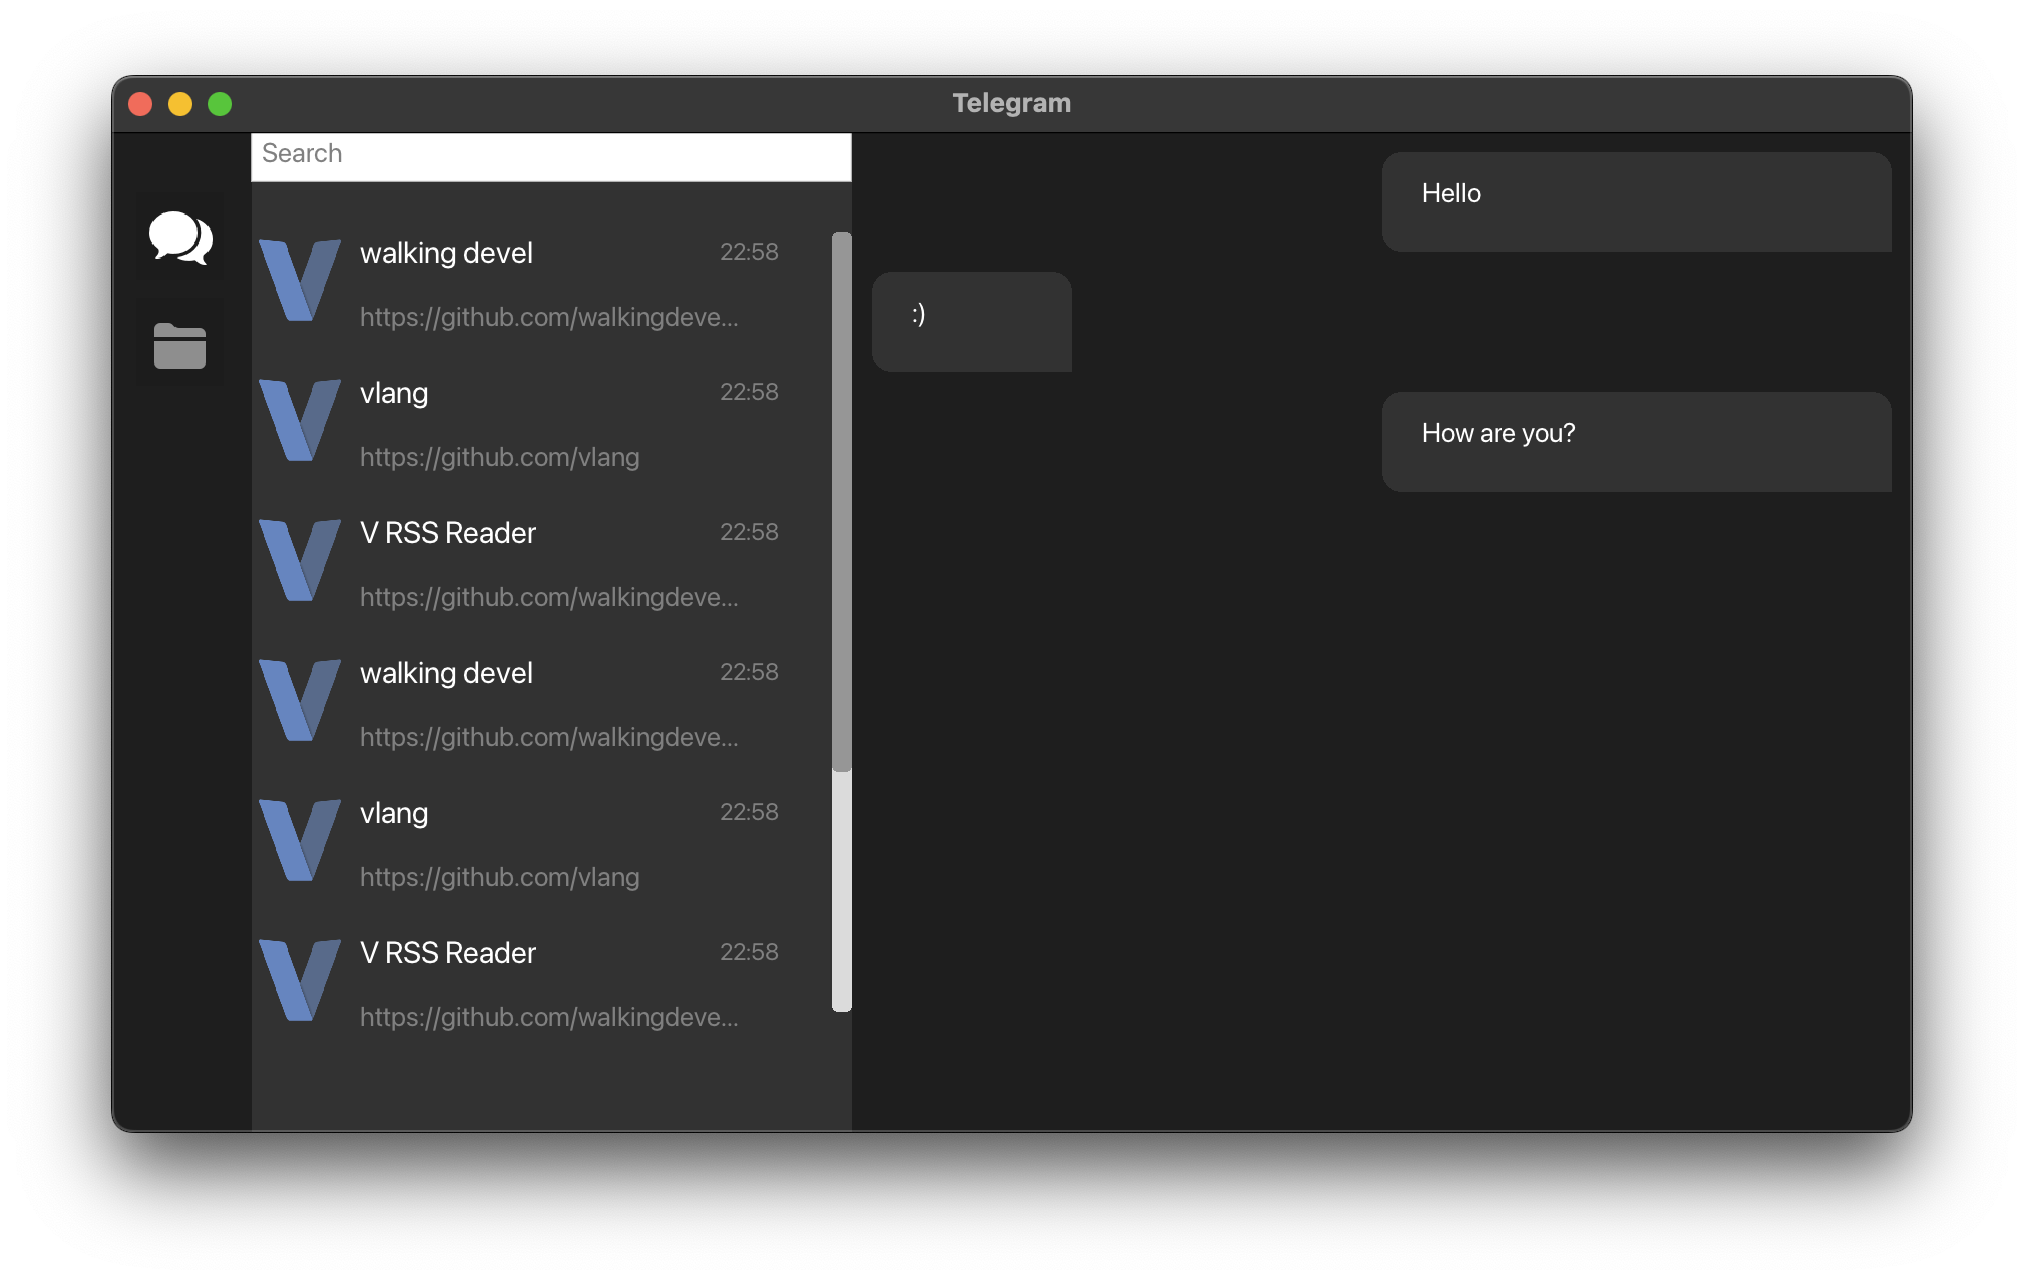 Telegram
Search
walking devel 22:58
https://github.com/walkingdeve...
vlang 22:58
https://github.com/vlang
V RSS Reader 22:58
https://github.com/walkingdeve...
walking devel 22:58
https://github.com/walkingdeve...
vlang 22:58
https://github.com/vlang
V RSS Reader 22:58
https://github.com/walkingdeve...
Hello
:)
How are you?